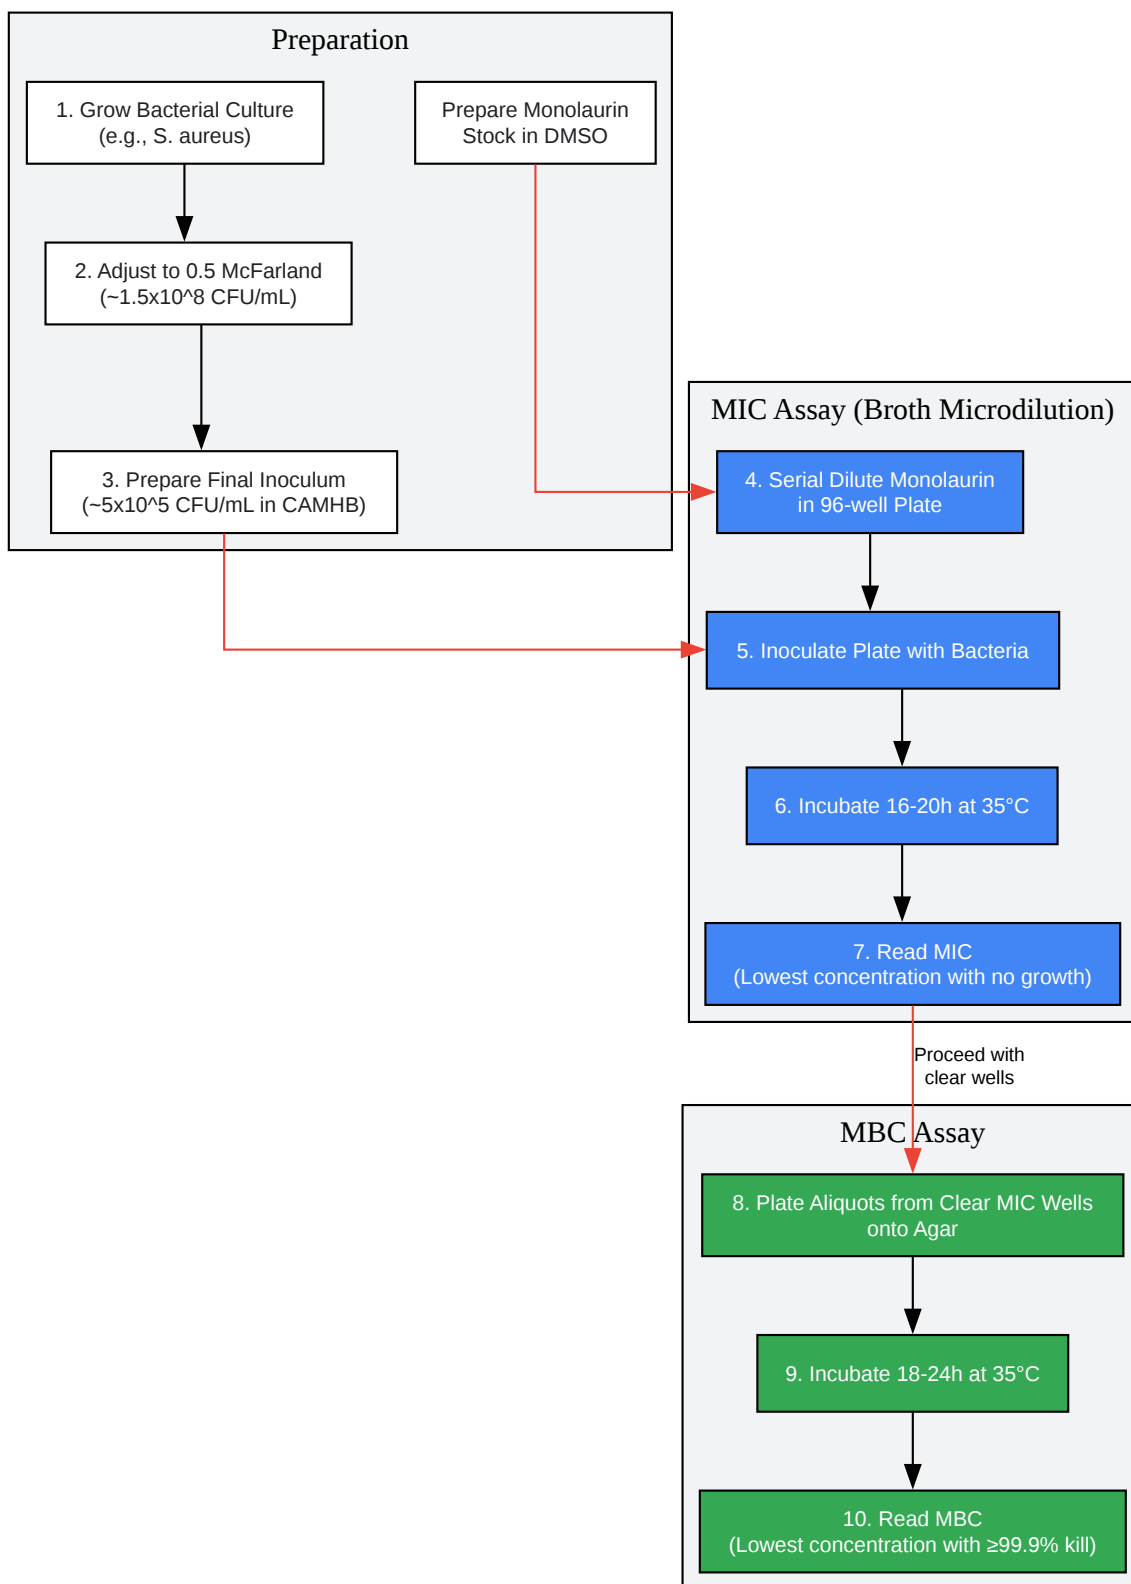 Preparation
1. Grow Bacterial Culture
(e.g., S. aureus)
Prepare Monolaurin
Stock in DMSO
2. Adjust to 0.5 McFarland
(~1.5x10^8 CFU/mL)
3. Prepare Final Inoculum
(~5x10^5 CFU/mL in CAMHB)
MIC Assay (Broth Microdilution)
4. Serial Dilute Monolaurin
in 96-well Plate
5. Inoculate Plate with Bacteria
6. Incubate 16-20h at 35°C
7. Read MIC
(Lowest concentration with no growth)
Proceed with
clear wells
MBC Assay
8. Plate Aliquots from Clear MIC Wells
onto Agar
9. Incubate 18-24h at 35°C
10. Read MBC
(Lowest concentration with ≥99.9% kill)